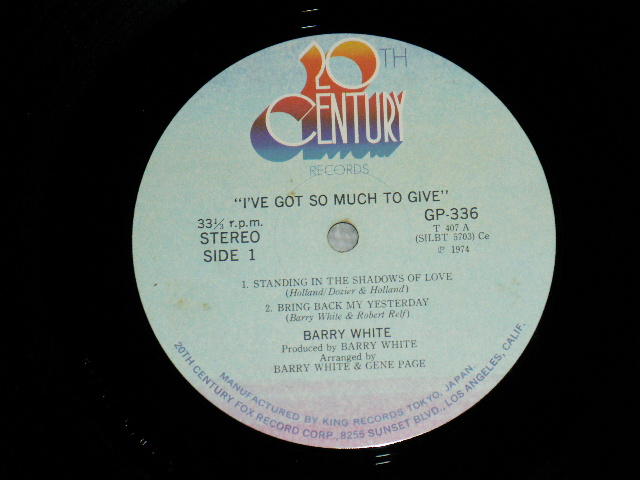 20TH
CENTURY
RECORDS
"I'VE GOT SO MUCH TO GIVE"
33⅓ r.p.m.
STEREO
SIDE 1
GP-336
T 407 A
(SILBT 5703) Ce
℗ 1974
1. STANDING IN THE SHADOWS OF LOVE
(Holland/Dozier & Holland)
2. BRING BACK MY YESTERDAY
(Barry White & Robert Relf)
BARRY WHITE
Produced by BARRY WHITE
Arranged by
BARRY WHITE & GENE PAGE
MANUFACTURED BY KING RECORDS TOKYO, JAPAN.
20TH CENTURY FOX RECORD CORP., 8255 SUNSET BLVD., LOS ANGELES, CALIF.